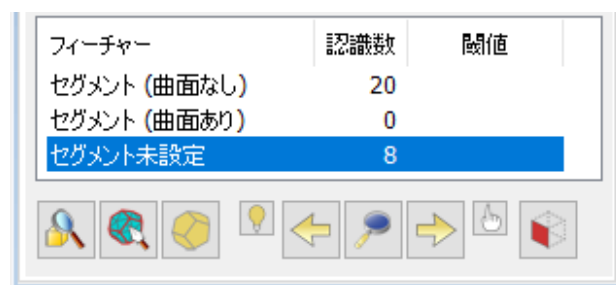 フィーチャー 認識数 閾値
セグメント (曲面なし) 20
セグメント (曲面あり) 0
セグメント未設定 8